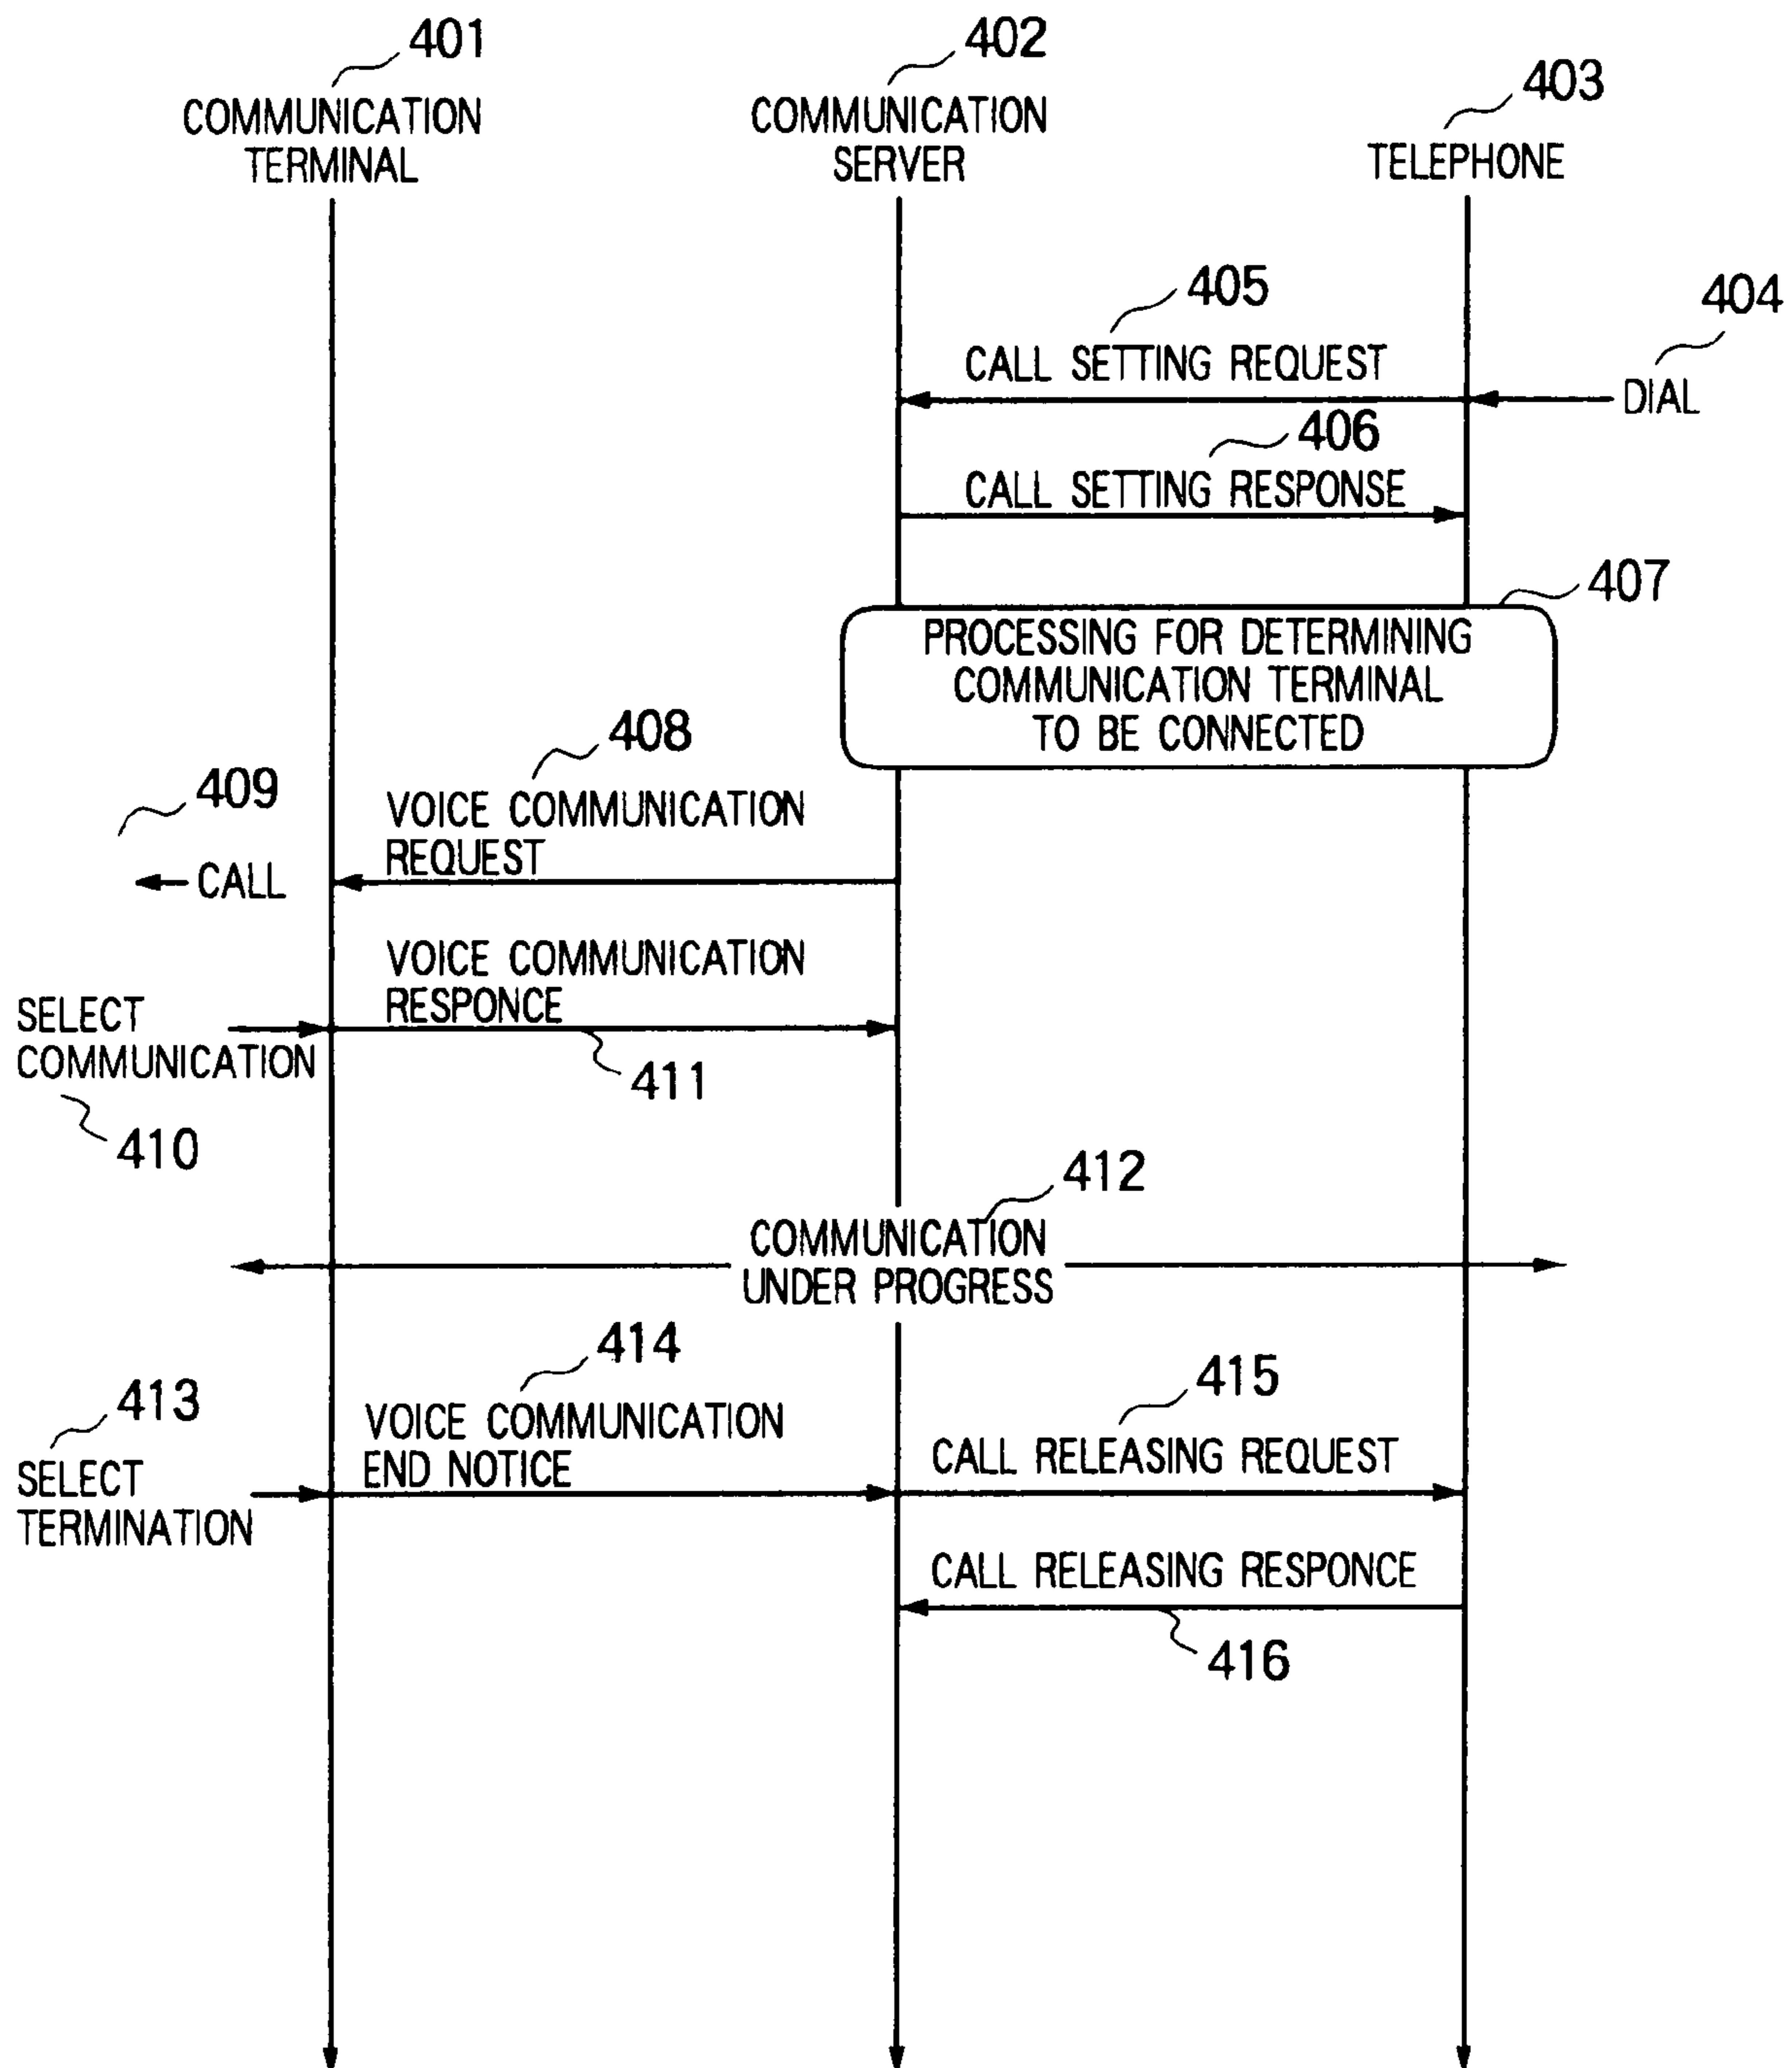 401
402
403
COMMUNICATION
TERMINAL
COMMUNICATION
SERVER
TELEPHONE
405
404
CALL SETTING REQUEST
DIAL
406
CALL SETTING RESPONSE
407
PROCESSING FOR DETERMINING
COMMUNICATION TERMINAL
TO BE CONNECTED
408
409
VOICE COMMUNICATION
REQUEST
CALL
VOICE COMMUNICATION
RESPONCE
SELECT
COMMUNICATION
411
410
412
COMMUNICATION
UNDER PROGRESS
414
413
415
VOICE COMMUNICATION
END NOTICE
CALL RELEASING REQUEST
SELECT
TERMINATION
CALL RELEASING RESPONCE
416